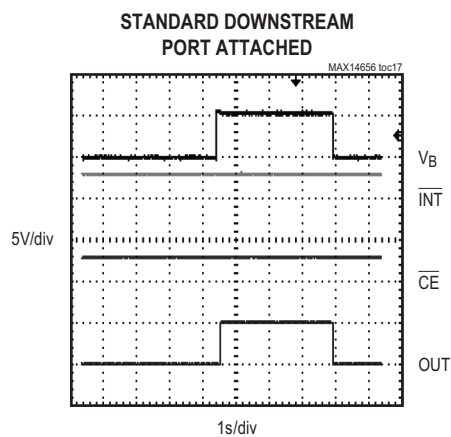 STANDARD DOWNSTREAM
PORT ATTACHED
MAX14656 toc17
VB
INT
5V/div
CE
OUT
1s/div